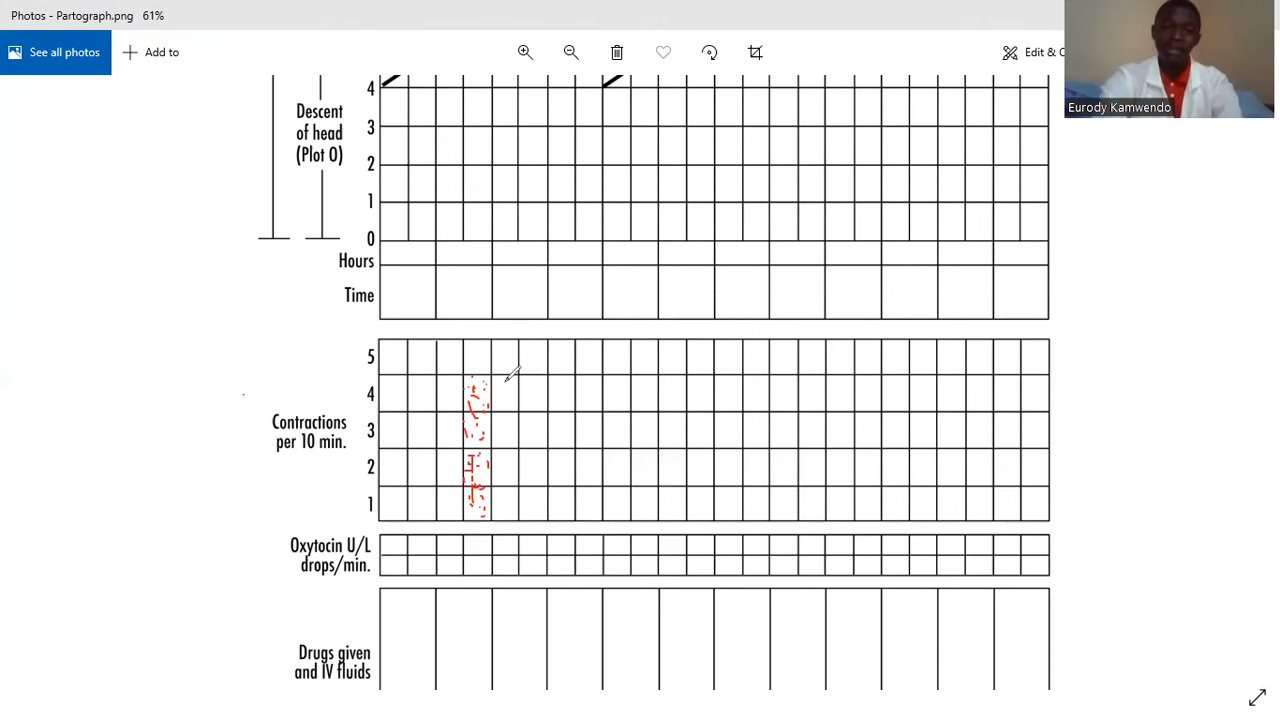 Photos - Partograph.png 61%
See all photos
Add to
Edit & C
Eurody Kamwendo
4
Descent
of head
(Plot O)
3
2
1
0
Hours
Time
5
4
Contractions
per 10 min.
3
2
1
Oxytocin U/L
drops/min.
Drugs given
and IV fluids